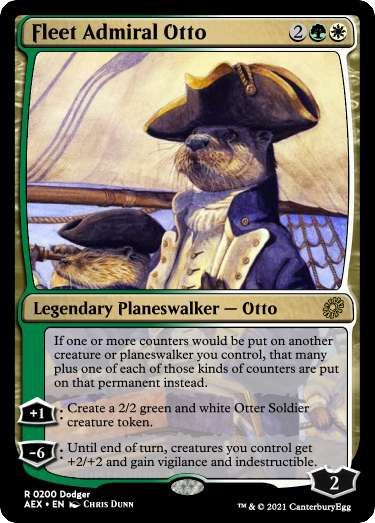 Fleet Admiral Otto 2
Legendary Planeswalker — Otto
If one or more counters would be put on another
creature or planeswalker you control, that many
plus one of each of those kinds of counters are put
on that permanent instead.
+1: Create a 2/2 green and white Otter Soldier
creature token.
-6: Until end of turn, creatures you control get
+2/+2 and gain vigilance and indestructible.
2
R 0200 Dodger
AEX • EN Chris Dunn
™ & © 2021 CanterburyEgg